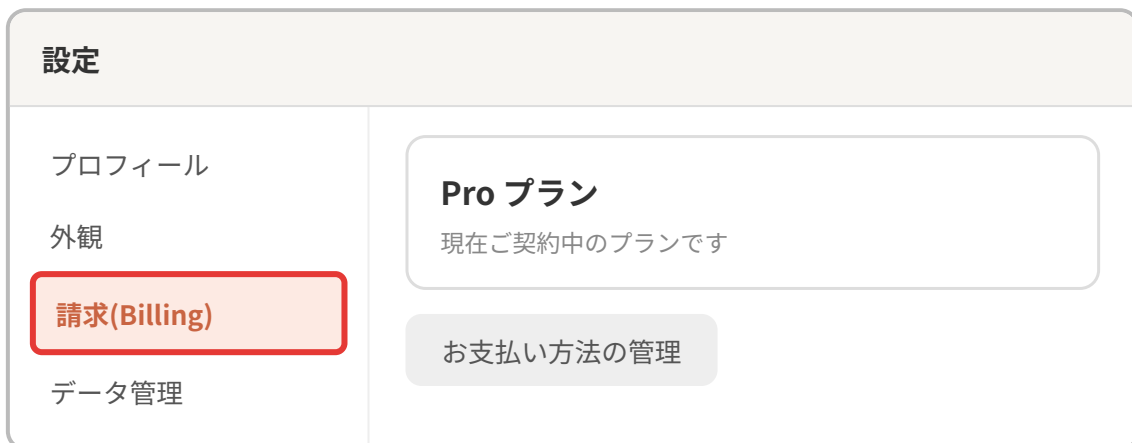 設定
プロフィール
外観
請求(Billing)
データ管理
Pro プラン
現在ご契約中のプランです
お支払い方法の管理